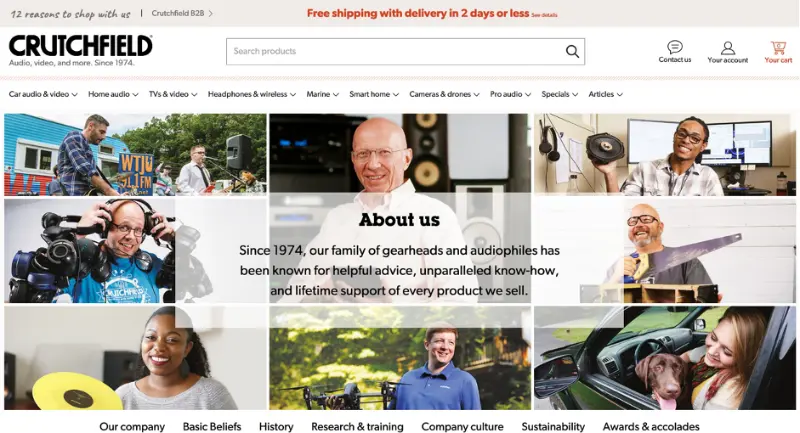 12 reasons to shop with us | Crutchfield B2B >
Free shipping with delivery in 2 days or less See details
CRUTCHFIELD®
Audio, video, and more. Since 1974.
Search products
Contact us
Your account
0
Your cart
Car audio & video
Home audio
TVs & video
Headphones & wireless
Marine
Smart home
Cameras & drones
Pro audio
Specials
Articles
WTJU
91.1 FM
About us
Since 1974, our family of gearheads and audiophiles has
been known for helpful advice, unparalleled know-how,
and lifetime support of every product we sell.
CRUTCHFIELD
Our company
Basic Beliefs
History
Research & training
Company culture
Sustainability
Awards & accolades